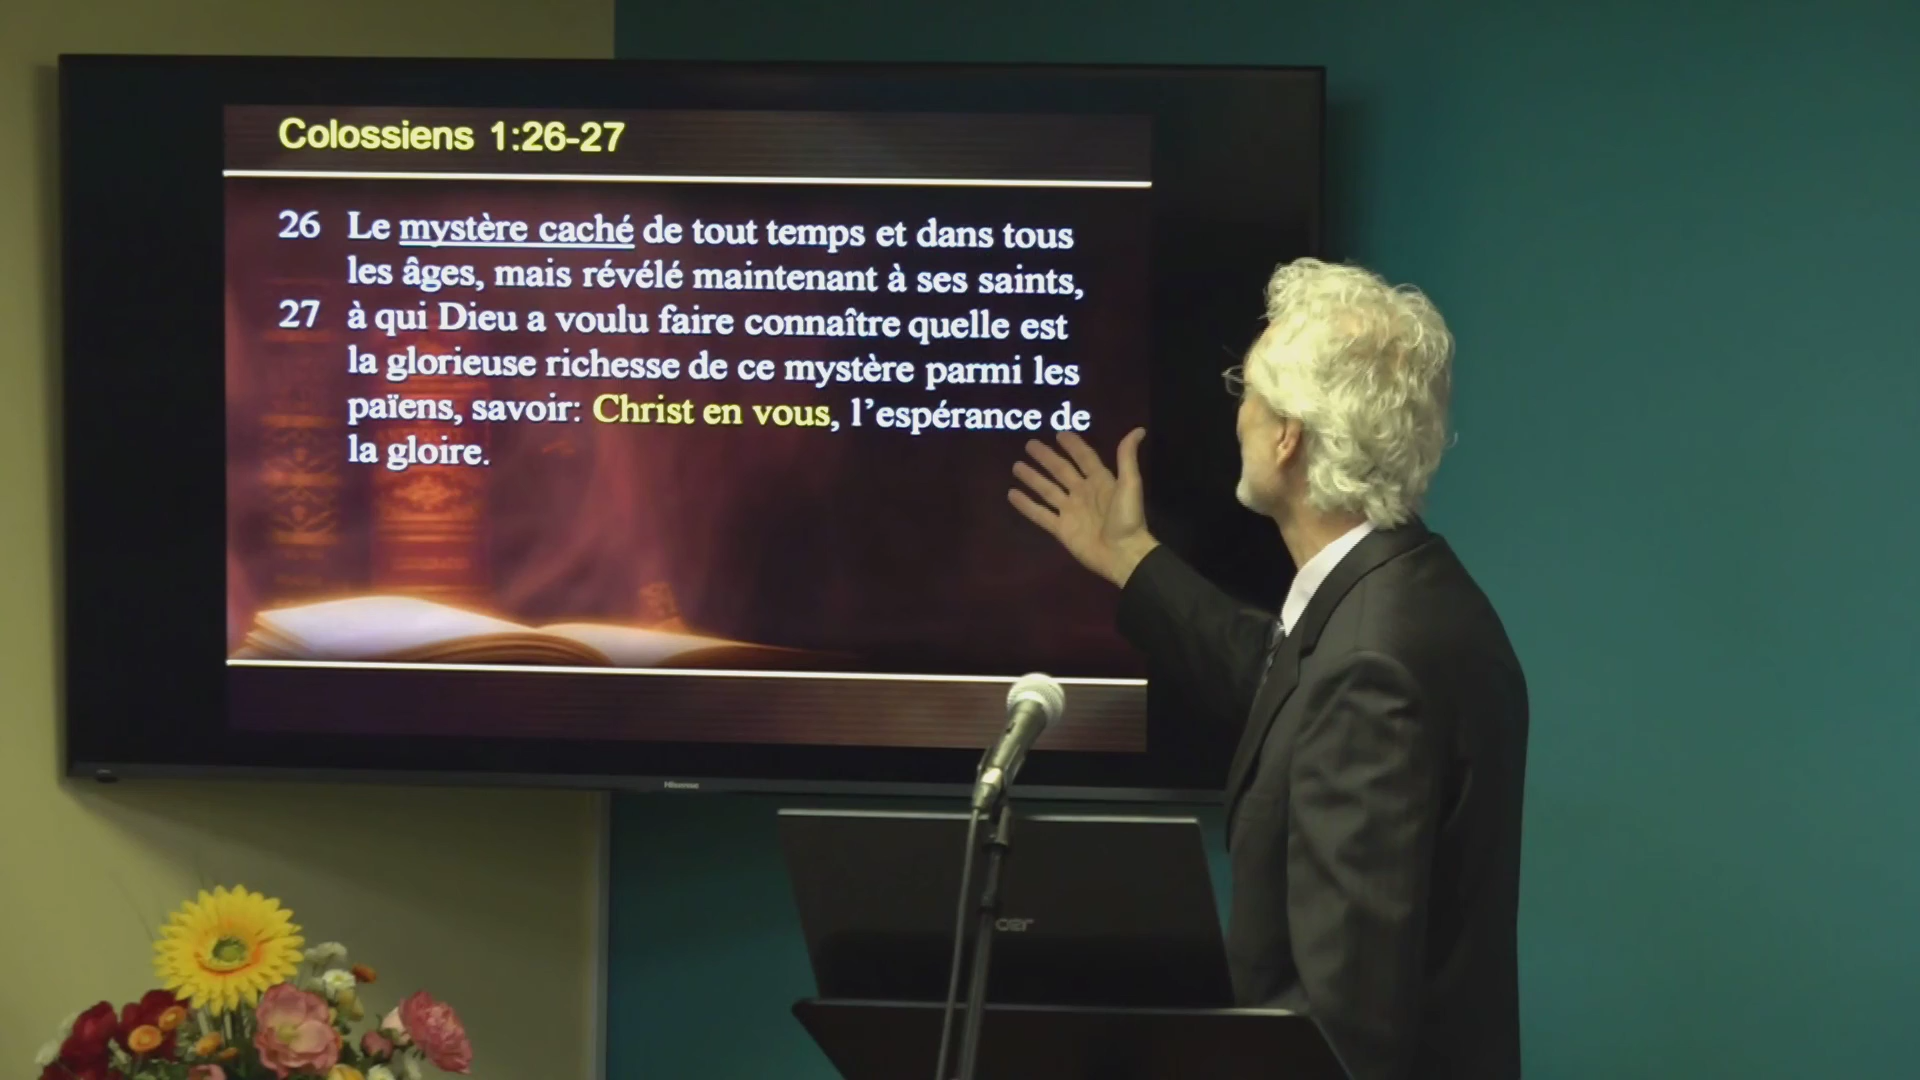 Colossiens 1:26-27
26 Le mystère caché de tout temps et dans tous
les âges, mais révélé maintenant à ses saints,
27 à qui Dieu a voulu faire connaître quelle est
la glorieuse richesse de ce mystère parmi les
païens, savoir: Christ en vous, l’espérance de
la gloire.
Hisense
acer